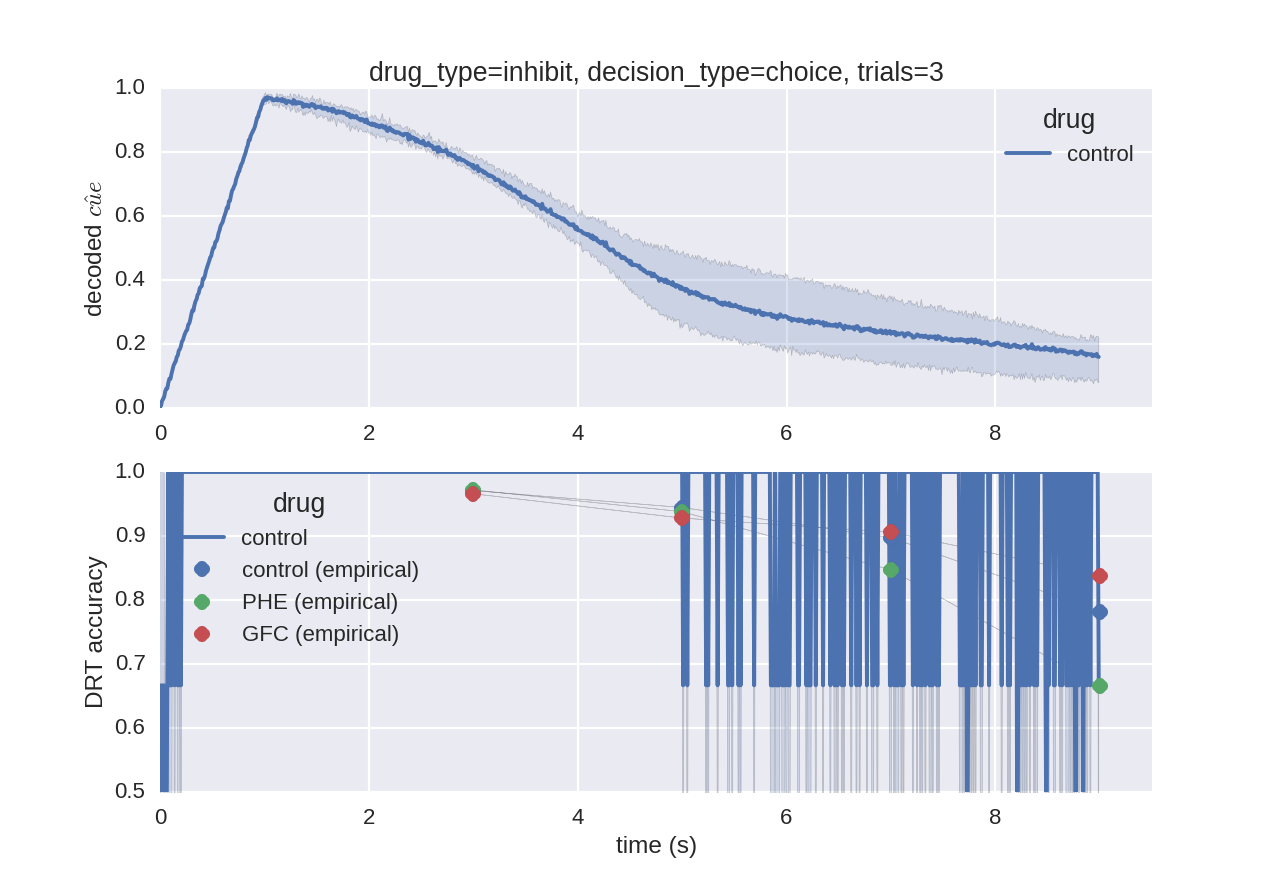 drug_type=inhibit, decision_type=choice, trials=3
1.0
0.8
0.6
0.4
0.2
0.0
decoded cûe
drug
control
0 2 4 6 8
1.0
0.9
0.8
0.7
0.6
0.5
DRT accuracy
drug
control
control (empirical)
PHE (empirical)
GFC (empirical)
0 2 4 6 8
time (s)